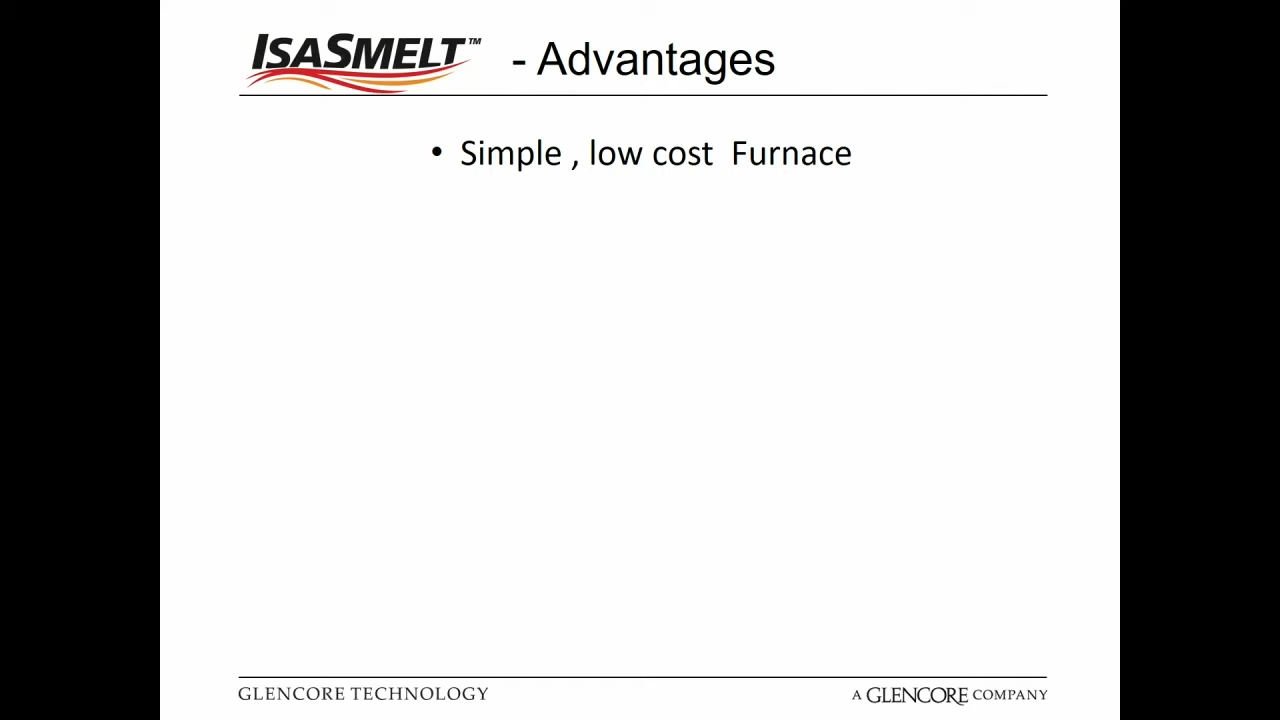 ISASMELT™ - Advantages
• Simple , low cost Furnace
GLENCORE TECHNOLOGY
A GLENCORE COMPANY